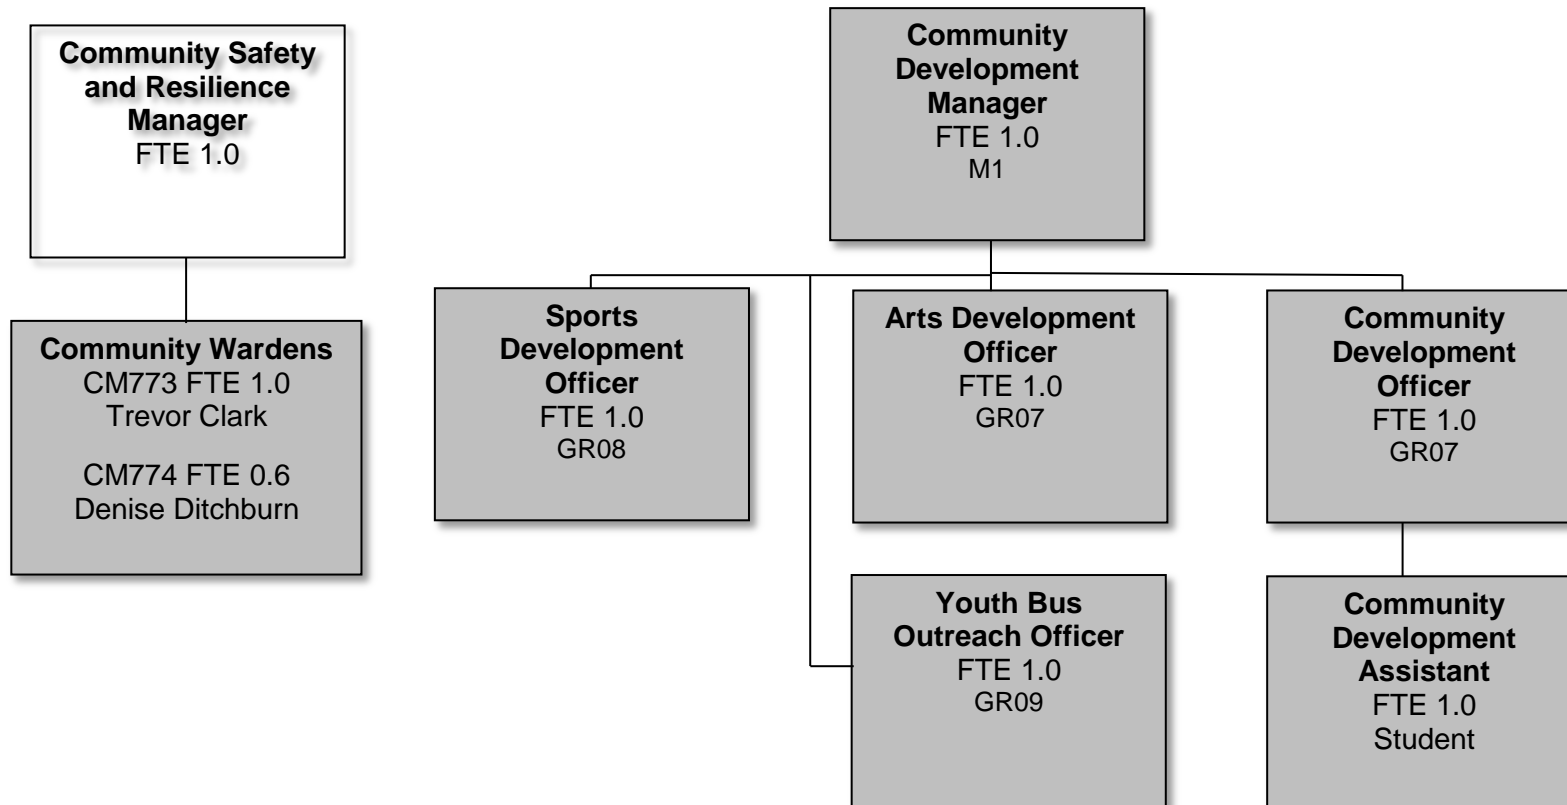 Community Safety
and Resilience
Manager
FTE 1.0
Community
Development
Manager
FTE 1.0
M1
Community Wardens
CM773 FTE 1.0
Trevor Clark
CM774 FTE 0.6
Denise Ditchburn
Sports
Development
Officer
FTE 1.0
GR08
Arts Development
Officer
FTE 1.0
GR07
Community
Development
Officer
FTE 1.0
GR07
Youth Bus
Outreach Officer
FTE 1.0
GR09
Community
Development
Assistant
FTE 1.0
Student